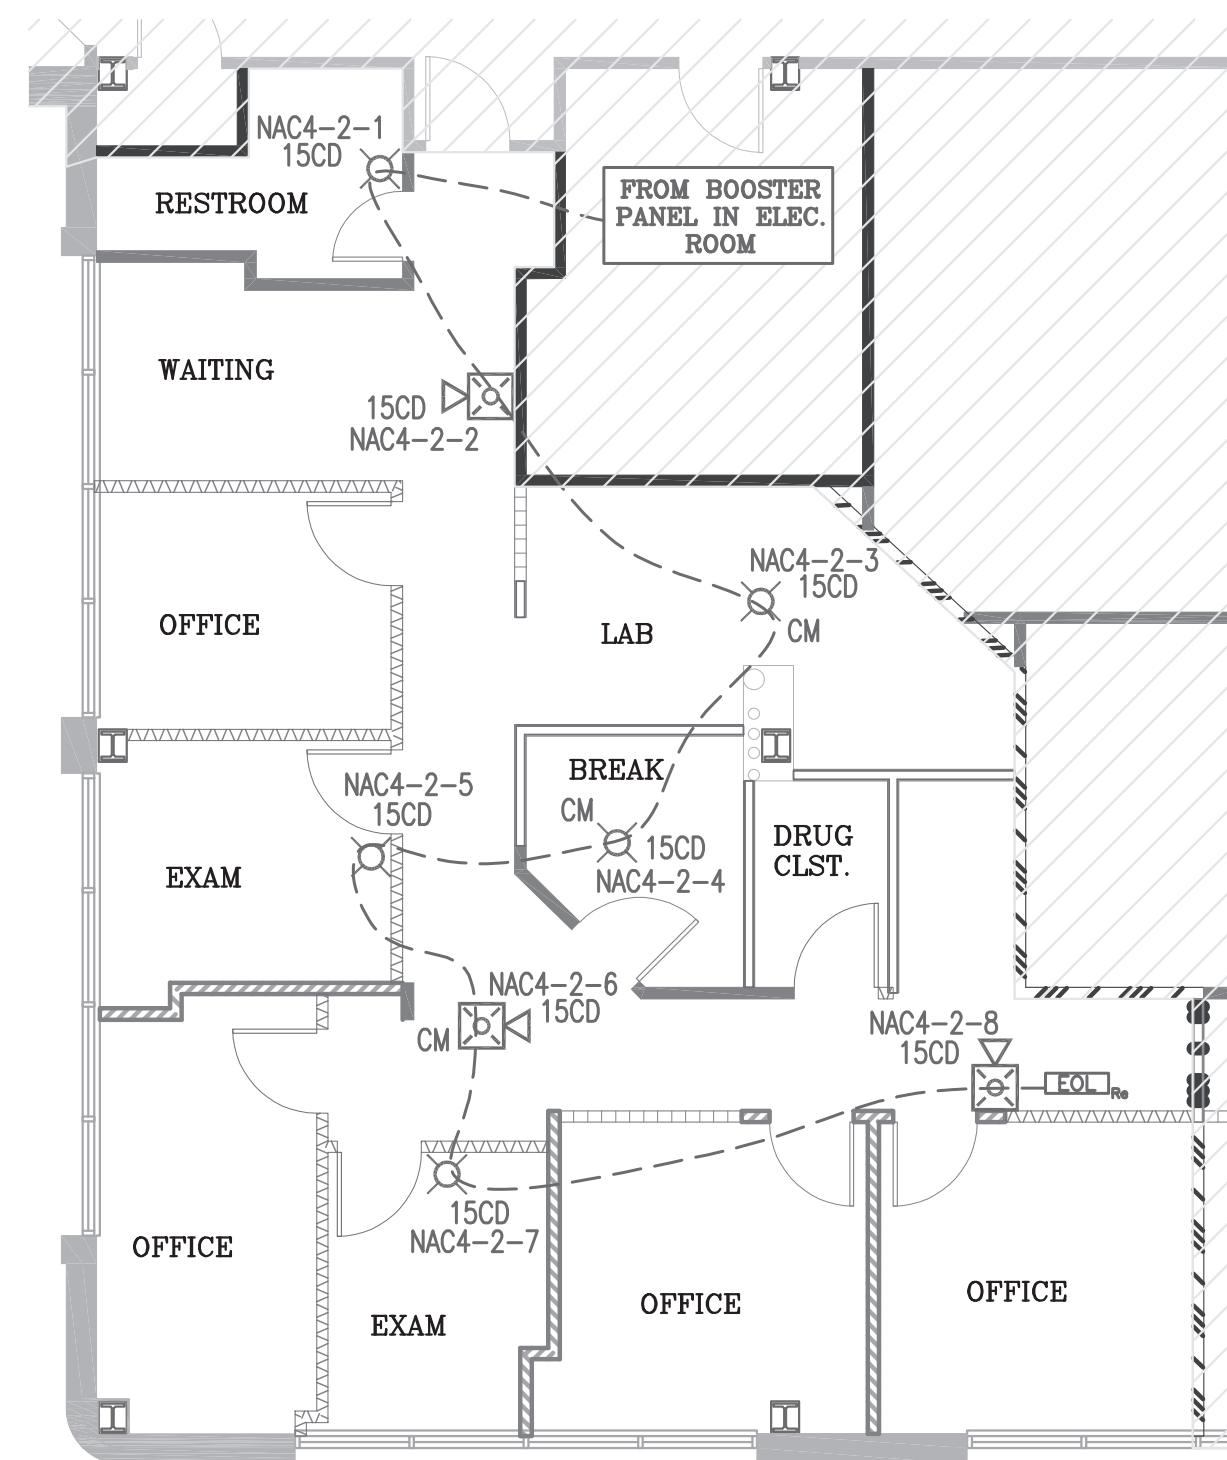 NAC4-2-1
15CD
RESTROOM
FROM BOOSTER
PANEL IN ELEC.
ROOM
WAITING
15CD
NAC4-2-2
OFFICE
NAC4-2-3
15CD
CM
LAB
NAC4-2-5
15CD
BREAK
CM
15CD
NAC4-2-4
DRUG
CLST.
EXAM
NAC4-2-6
15CD
CM
NAC4-2-8
15CD
EOL
Re
15CD
NAC4-2-7
OFFICE
EXAM
OFFICE
OFFICE